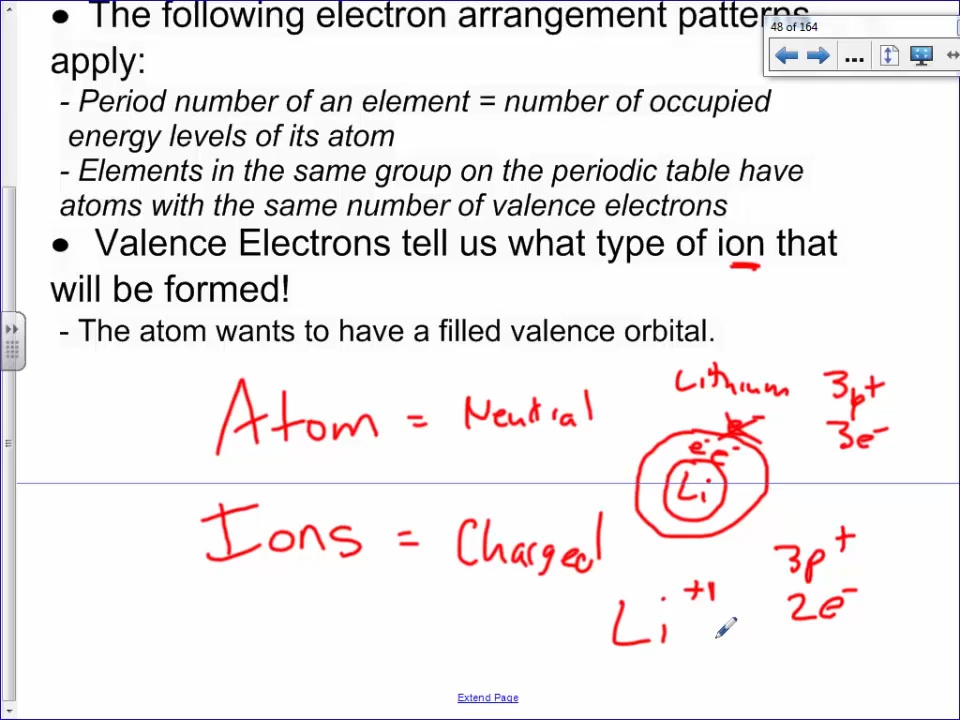 ● The following electron arrangement patterns
48 of 164
apply:
- Period number of an element = number of occupied
energy levels of its atom
- Elements in the same group on the periodic table have
atoms with the same number of valence electrons
● Valence Electrons tell us what type of ion that
will be formed!
- The atom wants to have a filled valence orbital.
Atom = Neutral
Lithium 3p+
3e-
e-
e- e-
Li
Ions = Charged
3p+
2e-
Li+1
Extend Page